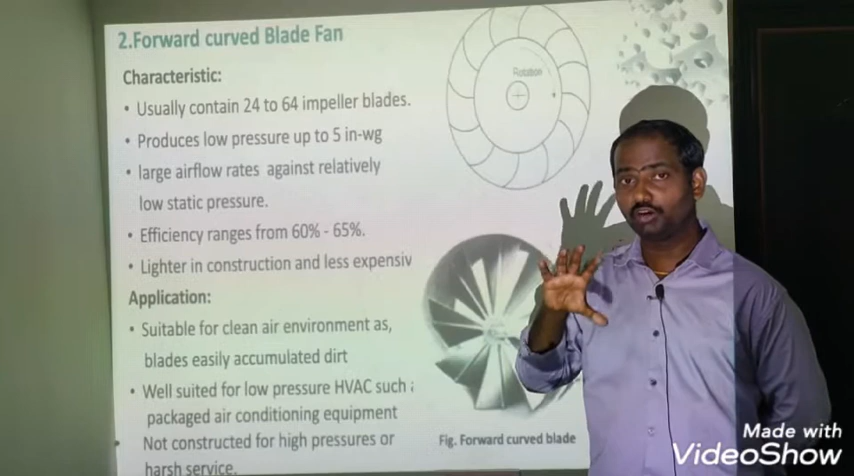 2.Forward curved Blade Fan
Characteristic:
• Usually contain 24 to 64 impeller blades.
• Produces low pressure up to 5 in-wg
• large airflow rates against relatively
low static pressure.
• Efficiency ranges from 60% - 65%.
• Lighter in construction and less expensiv
Application:
• Suitable for clean air environment as,
blades easily accumulated dirt
• Well suited for low pressure HVAC such
packaged air conditioning equipment
• Not constructed for high pressures or
harsh service.
Rotation
Fig. Forward curved blade
Made with
VideoShow